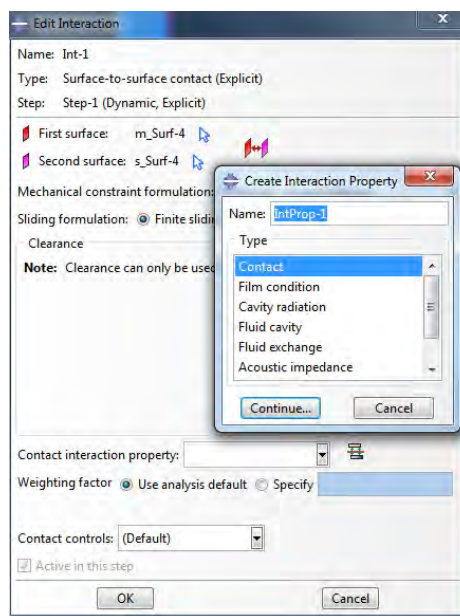 Edit Interaction
X
Name: Int-1
Type: Surface-to-surface contact (Explicit)
Step: Step-1 (Dynamic, Explicit)
First surface: m_Surf-4
Second surface: s_Surf-4
Mechanical constraint formulation:
Sliding formulation: Finite
Clearance
Note: Clearance can only be used
Create Interaction Property
X
Name: IntProp-1
Type
Contact
Film condition
Cavity radiation
Fluid cavity
Fluid exchange
Acoustic impedance
Continue...
Cancel
Contact interaction property:
Weighting factor Use analysis default Specify
Contact controls: (Default)
Active in this step
OK
Cancel